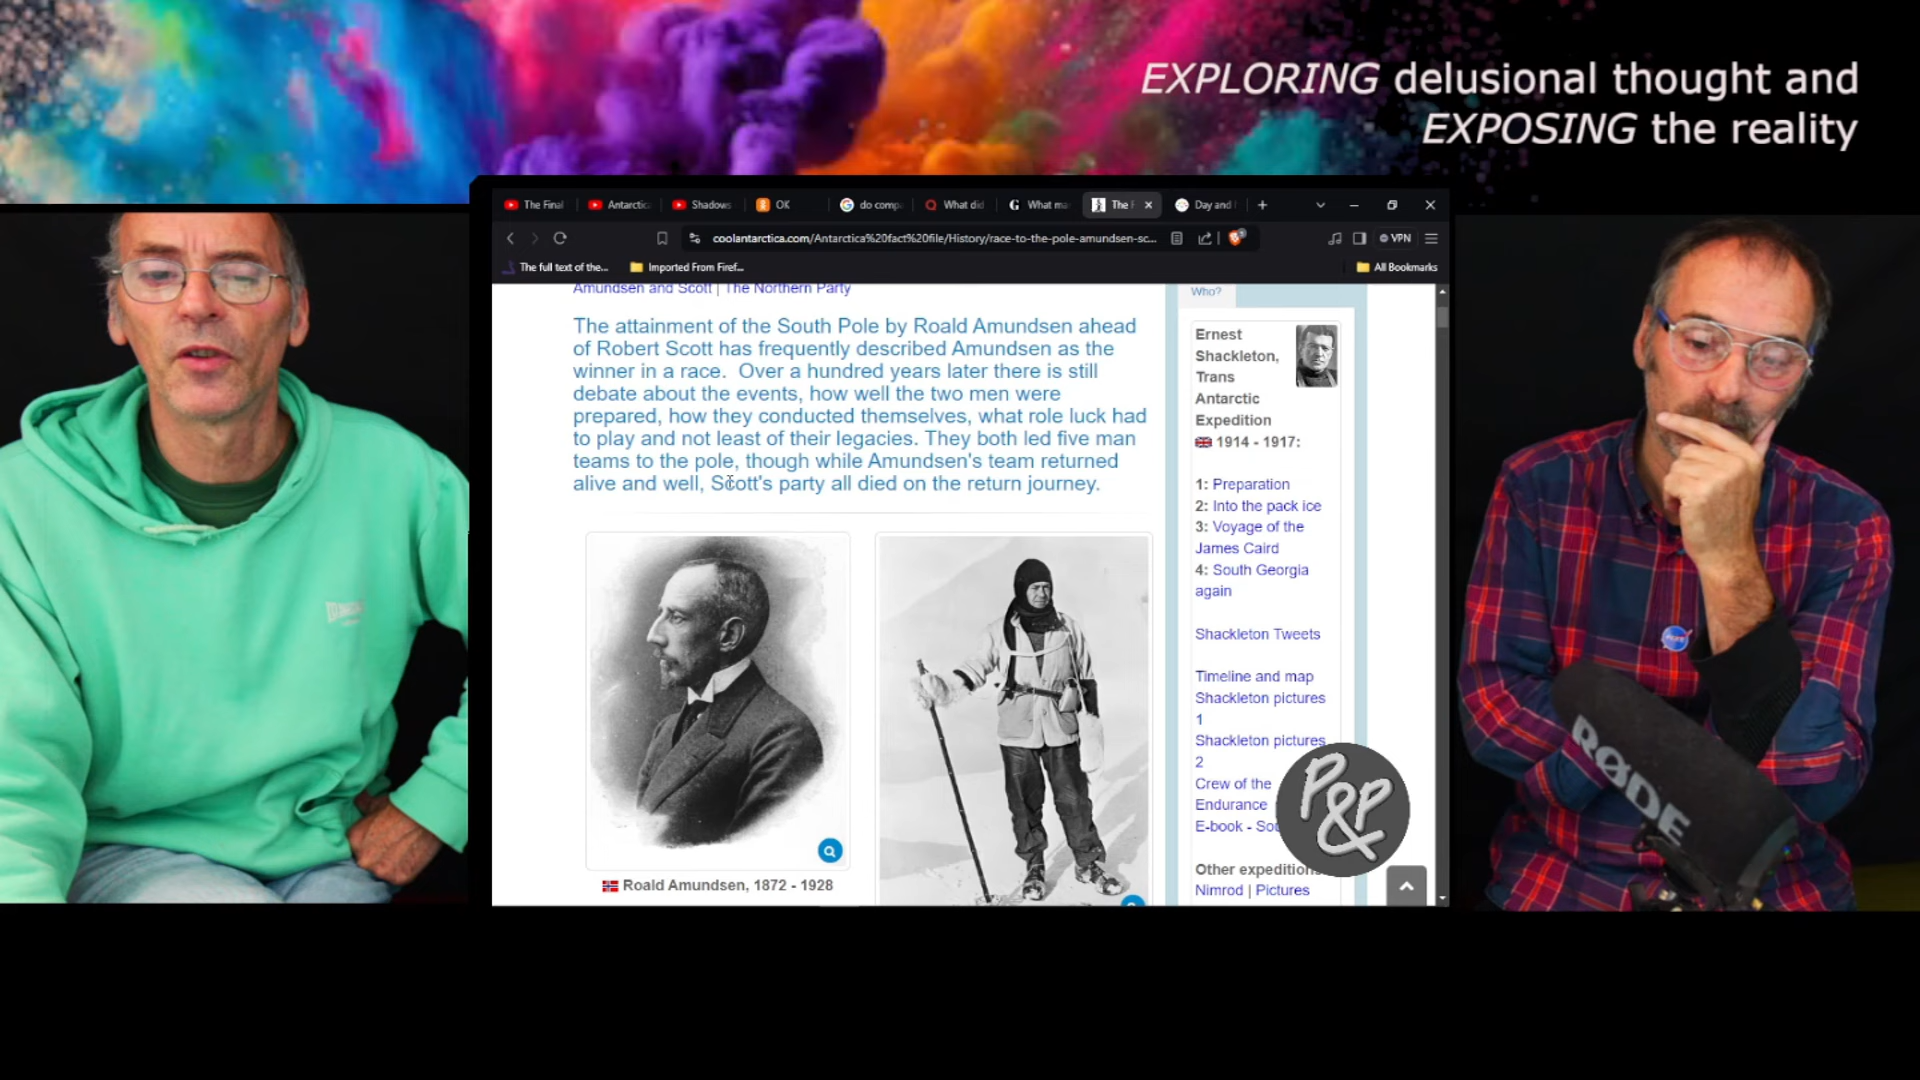 EXPLORING delusional thought and
EXPOSING the reality
The Final
Antarctic
Shadows
OK
do comp
What did
What ma
The
Day and
coolantarctica.com/Antarctica%20fact%20file/History/race-to-the-pole-amundsen-sc...
VPN
The full text of the...
Imported From Firef...
All Bookmarks
Amundsen and Scott | The Northern Party
The attainment of the South Pole by Roald Amundsen ahead
of Robert Scott has frequently described Amundsen as the
winner in a race. Over a hundred years later there is still
debate about the events, how well the two men were
prepared, how they conducted themselves, what role luck had
to play and not least of their legacies. They both led five man
teams to the pole, though while Amundsen's team returned
alive and well, Scott's party all died on the return journey.
Roald Amundsen, 1872 - 1928
Who?
Ernest
Shackleton,
Trans
Antarctic
Expedition
1914 - 1917:
1: Preparation
2: Into the pack ice
3: Voyage of the
James Caird
4: South Georgia
again
Shackleton Tweets
Timeline and map
Shackleton pictures
1
Shackleton pictures
2
Crew of the
Endurance
E-book - Sou
Other expeditions
Nimrod | Pictures
P&P
RØDE